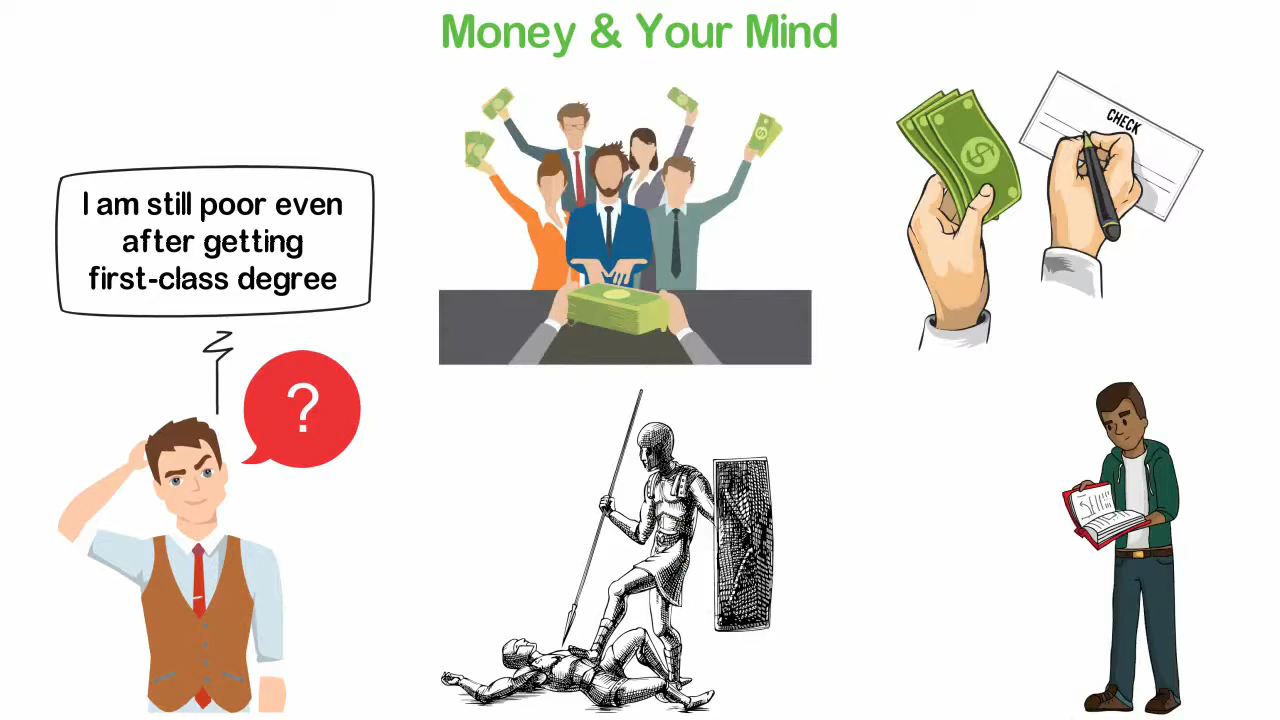 Money & Your Mind
CHECK
I am still poor even
after getting
first-class degree
?